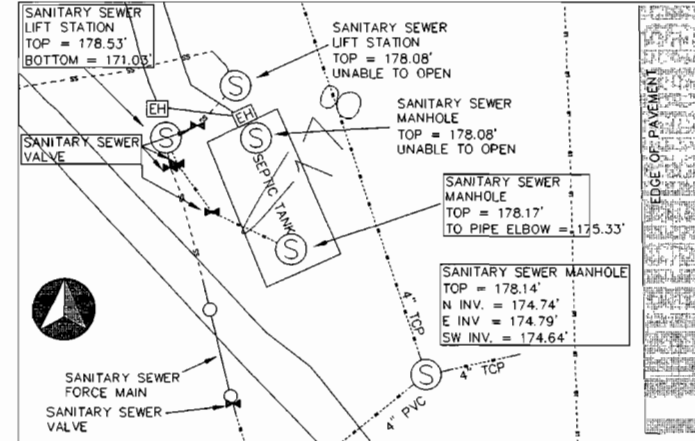 SANITARY SEWER
LIFT STATION
TOP = 178.53'
BOTTOM = 171.03'
SANITARY SEWER
LIFT STATION
TOP = 178.08'
UNABLE TO OPEN
SS
S
EH
EH
SANITARY SEWER
MANHOLE
TOP = 178.08'
UNABLE TO OPEN
S
S
SS
SANITARY SEWER
VALVE
SEPTIC TANK
EDGE OF PAVEMENT
SANITARY SEWER
MANHOLE
TOP = 178.17'
TO PIPE ELBOW = 175.33'
S
SANITARY SEWER MANHOLE
TOP = 178.14'
N INV. = 174.74'
E INV. = 174.79'
SW INV. = 174.64'
4" TCP
S
4" TCP
4" PVC
SANITARY SEWER
FORCE MAIN
SANITARY SEWER
VALVE